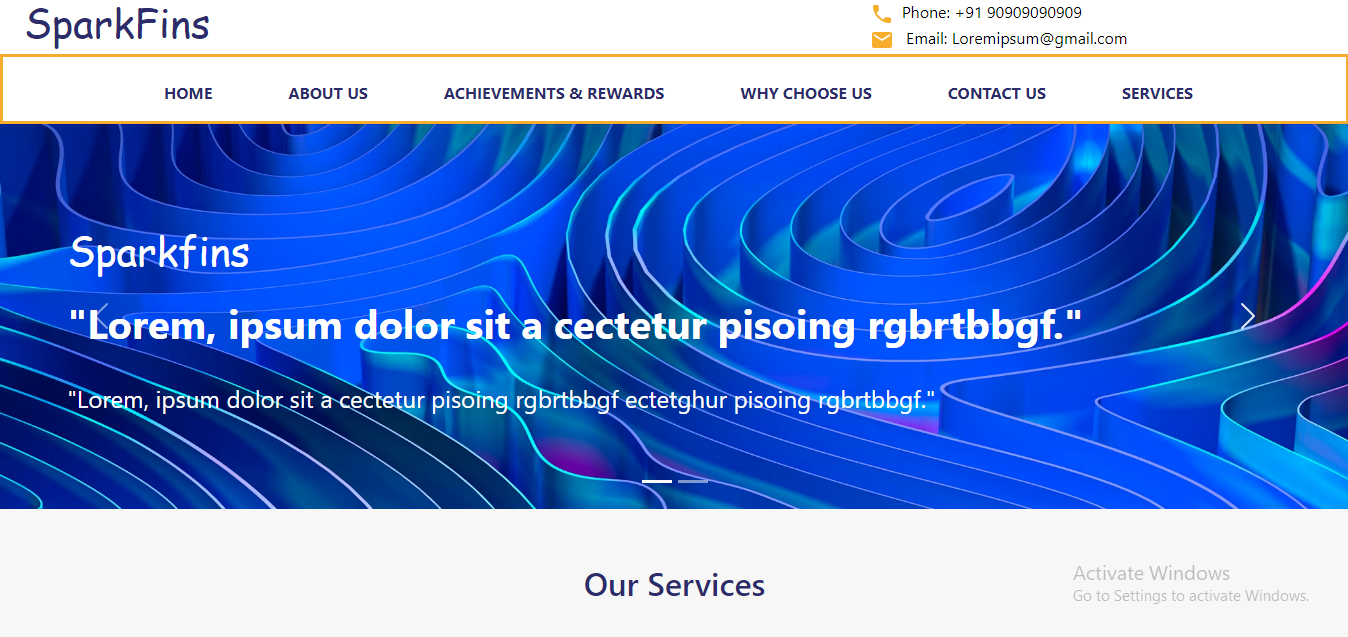 SparkFins
Phone: +91 90909090909
Email: Loremipsum@gmail.com
HOME ABOUT US ACHIEVEMENTS & REWARDS WHY CHOOSE US CONTACT US SERVICES
Sparkfins
"Lorem, ipsum dolor sit a cectetur pisoing rgbrtbbgf."
"Lorem, ipsum dolor sit a cectetur pisoing rgbrtbbgf ectetghur pisoing rgbrtbbgf."
Our Services
Activate Windows
Go to Settings to activate Windows.